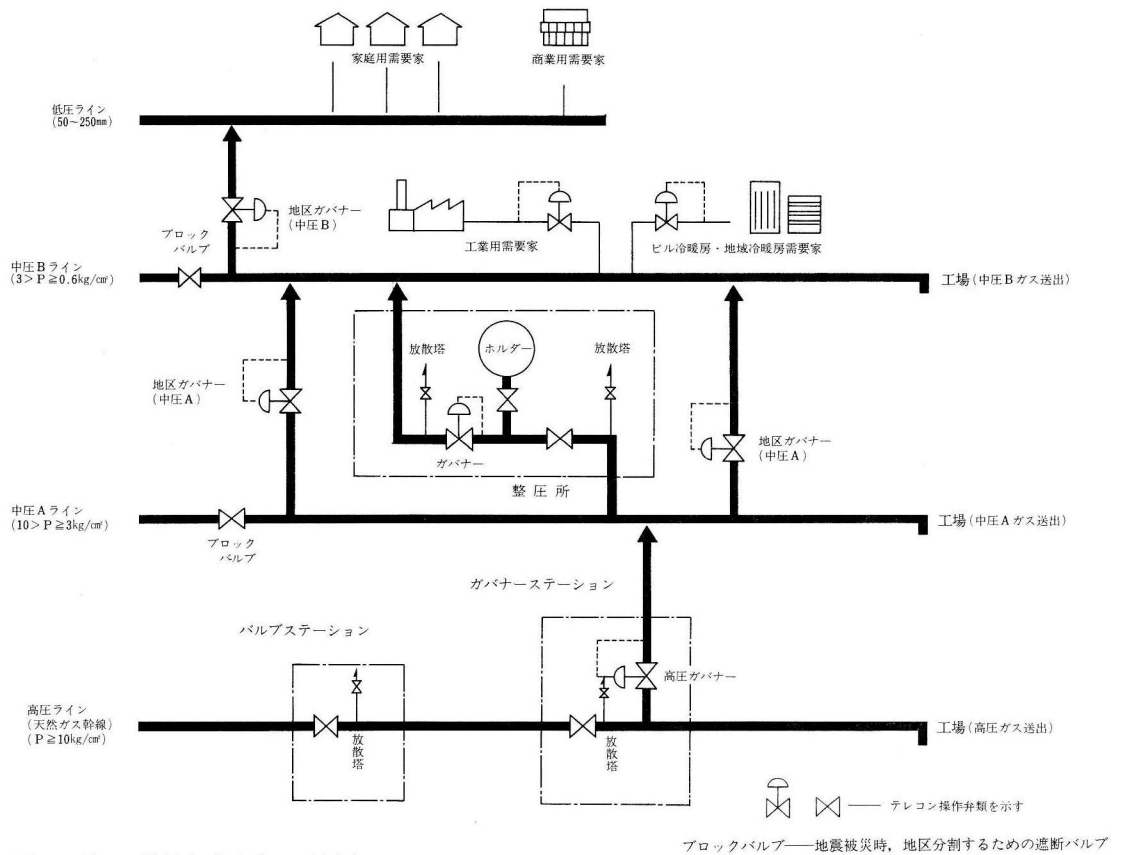 家庭用需要家
商業用需要家
低圧ライン
(50～250㎜)
地区ガバナー
(中圧B)
ブロック
バルブ
工業用需要家
ビル冷暖房・地域冷暖房需要家
中圧Bライン
(3＞P≧0.6kg/c㎡)
工場(中圧Bガス送出)
放散塔
ホルダー
放散塔
地区ガバナー
(中圧A)
ガバナー
地区ガバナー
(中圧A)
整圧所
中圧Aライン
(10＞P≧3kg/c㎡)
工場(中圧Aガス送出)
ブロック
バルブ
ガバナーステーション
バルブステーション
高圧ガバナー
高圧ライン
(天然ガス幹線)
(P≧10kg/c㎡)
放散塔
放散塔
工場(高圧ガス送出)
テレコン操作弁類を示す
ブロックバルブ──地震被災時，地区分割するための遮断バルブ